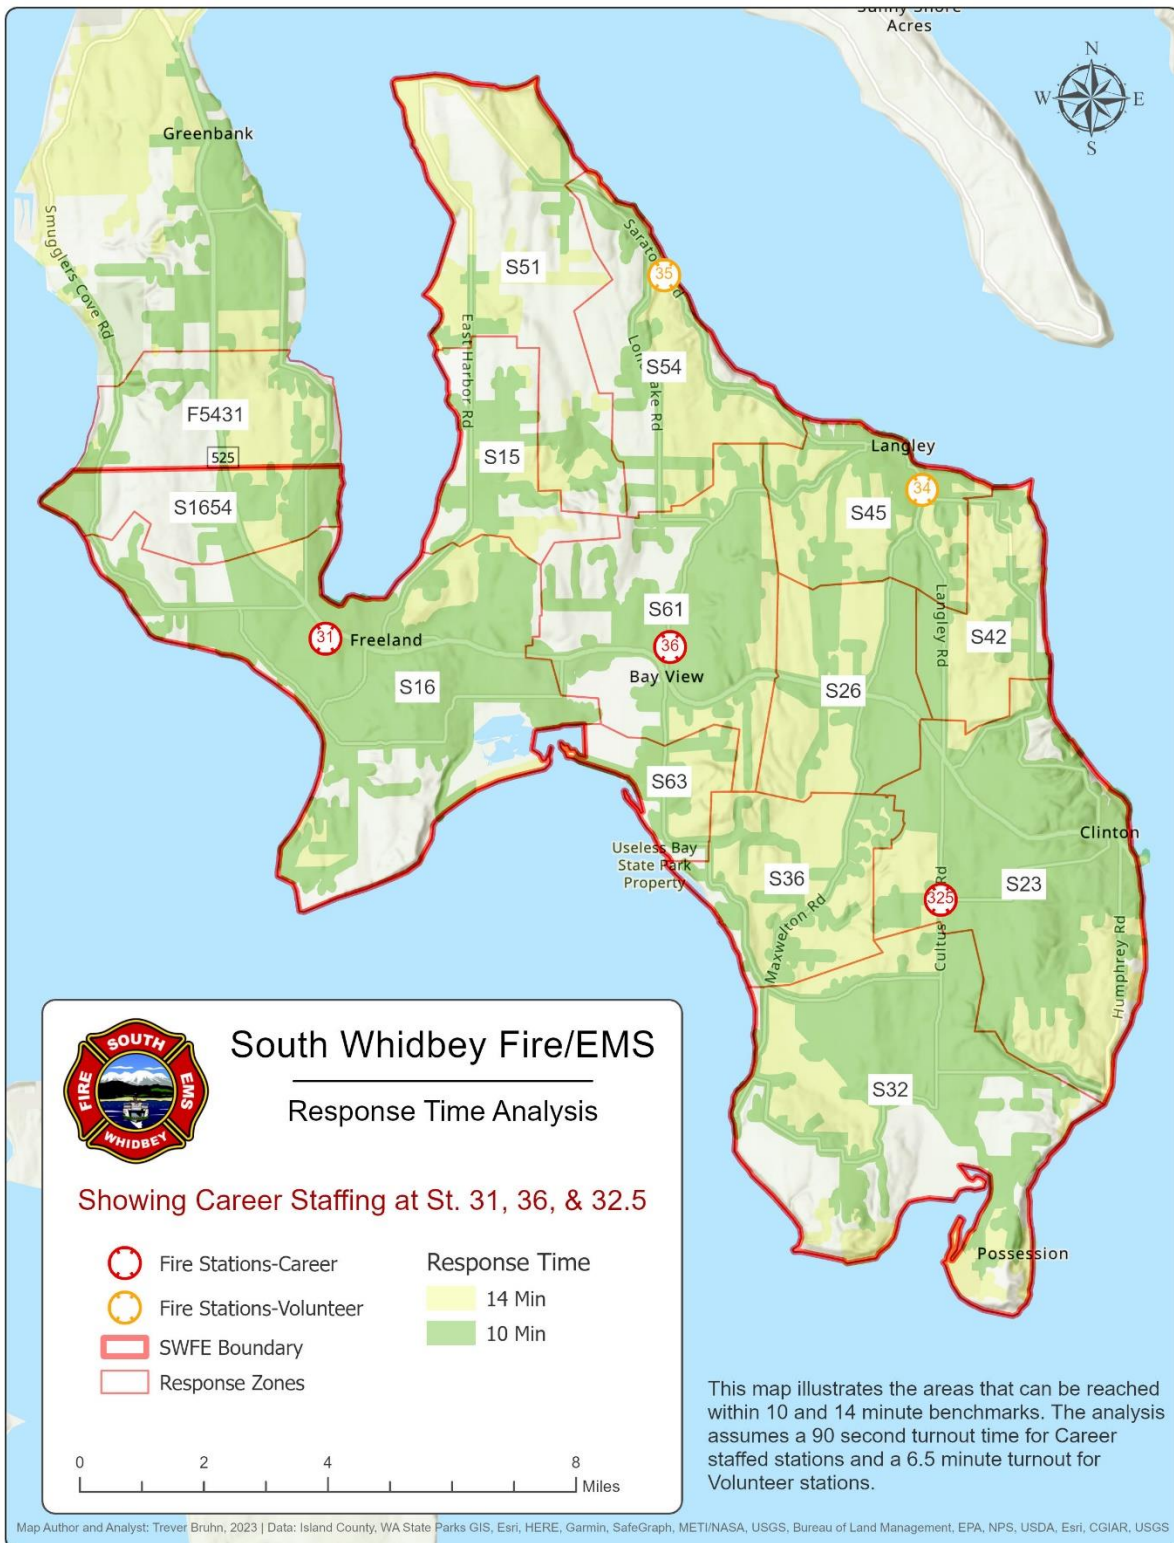 Sunny Shore
Acres
N
W
E
S
Greenbank
Smugglers Cove Rd
S51
35
East Harbor Rd
S54
F5431
525
S15
Langley
34
S45
S1654
Langley Rd
S61
31
Freeland
36
Bay View
S42
S16
S26
S63
Clinton
Useless Bay
State Park
Property
S36
S23
Maxwelton Rd
325
Cultus Rd
Humphrey Rd
S32
Possession
SOUTH
FIRE
EMS
WHIDBEY
South Whidbey Fire/EMS
Response Time Analysis
Showing Career Staffing at St. 31, 36, & 32.5
Fire Stations-Career
Fire Stations-Volunteer
SWFE Boundary
Response Zones
Response Time
14 Min
10 Min
0 2 4 8
Miles
This map illustrates the areas that can be reached
within 10 and 14 minute benchmarks. The analysis
assumes a 90 second turnout time for Career
staffed stations and a 6.5 minute turnout for
Volunteer stations.
Map Author and Analyst: Trever Bruhn, 2023 | Data: Island County, WA State Parks GIS, Esri, HERE, Garmin, SafeGraph, METI/NASA, USGS, Bureau of Land Management, EPA, NPS, USDA, Esri, CGIAR, USGS